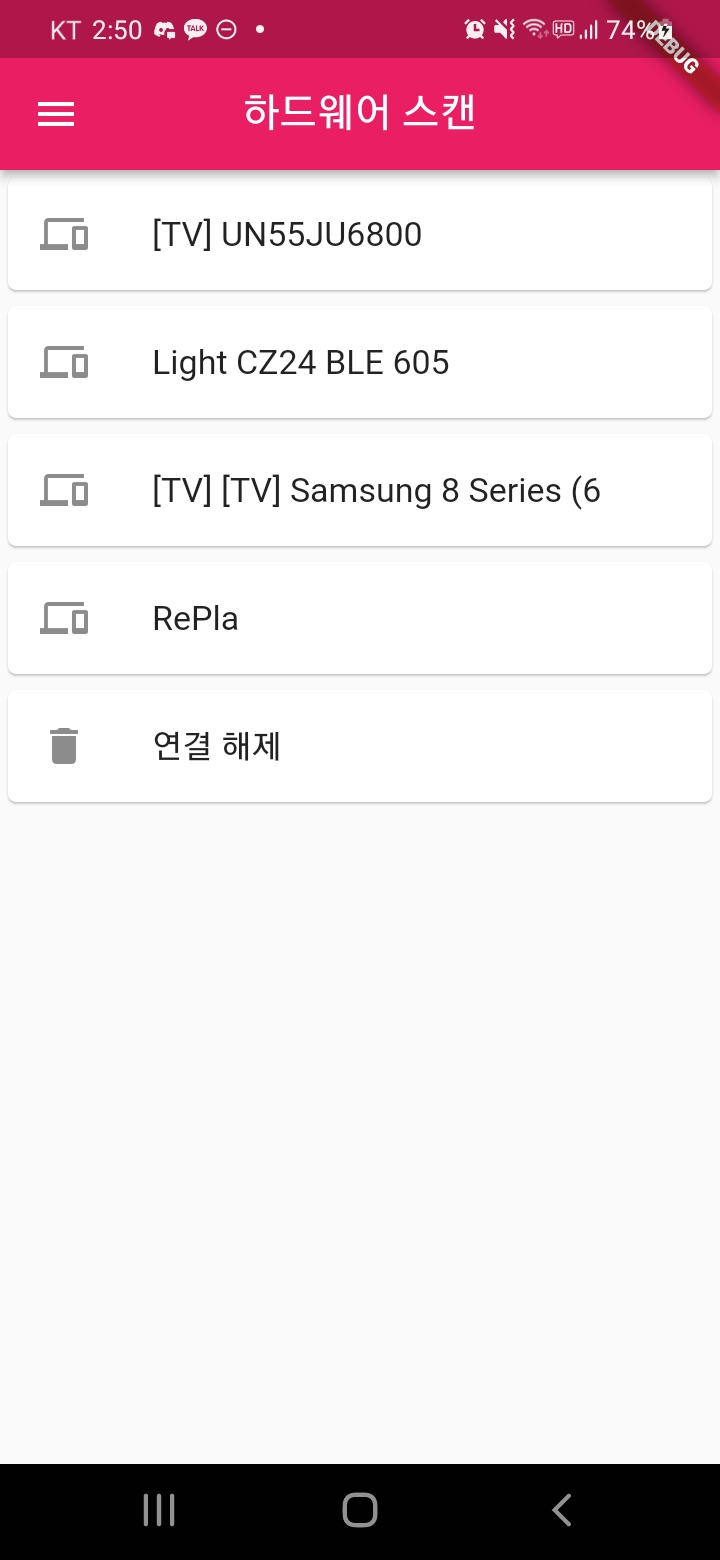 KT 2:50 TALK HD 74%
DEBUG
하드웨어 스캔
[TV] UN55JU6800
Light CZ24 BLE 605
[TV] [TV] Samsung 8 Series (6
RePla
연결 해제